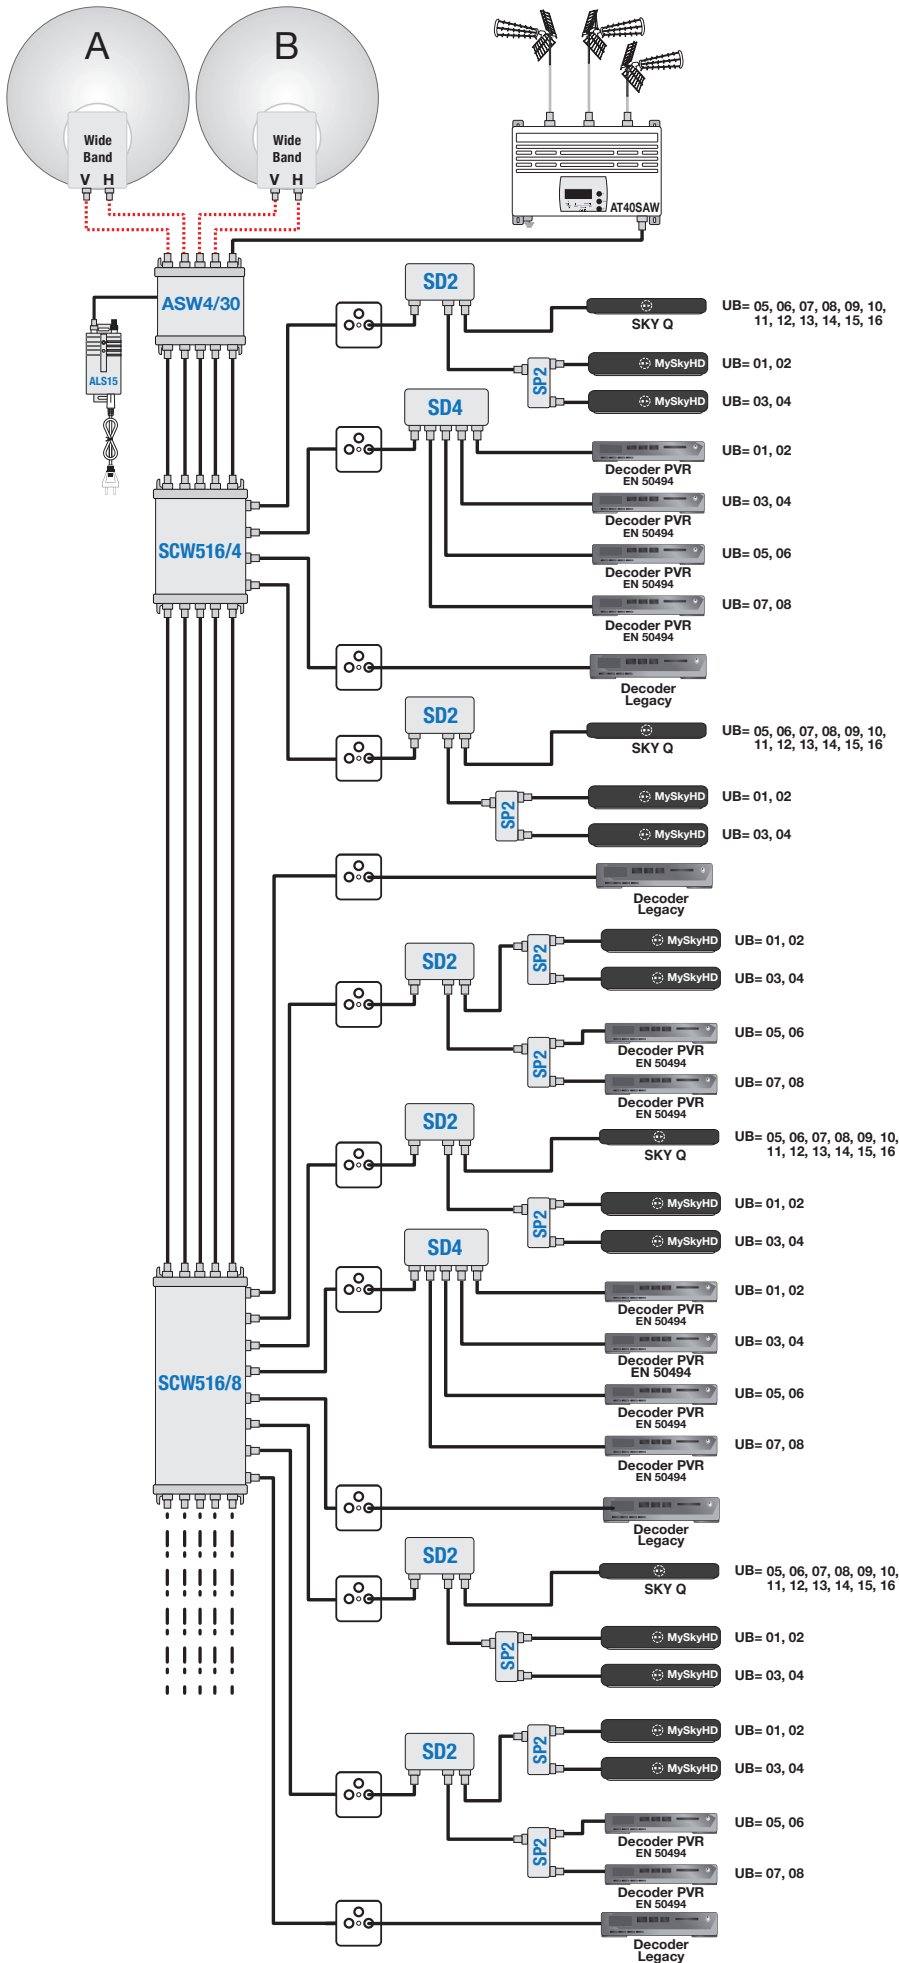 A
B
Wide
Band
V H
Wide
Band
V H
AT40SAW
ASW4/30
ALS15
SD2
SKY Q
UB= 05, 06, 07, 08, 09, 10,
11, 12, 13, 14, 15, 16
SP2
MySkyHD
UB= 01, 02
MySkyHD
UB= 03, 04
SD4
Decoder PVR
EN 50494
UB= 01, 02
SCW516/4
Decoder PVR
EN 50494
UB= 03, 04
Decoder PVR
EN 50494
UB= 05, 06
Decoder PVR
EN 50494
UB= 07, 08
Decoder
Legacy
SD2
SKY Q
UB= 05, 06, 07, 08, 09, 10,
11, 12, 13, 14, 15, 16
SP2
MySkyHD
UB= 01, 02
MySkyHD
UB= 03, 04
Decoder
Legacy
SD2
SP2
MySkyHD
UB= 01, 02
MySkyHD
UB= 03, 04
SP2
Decoder PVR
EN 50494
UB= 05, 06
Decoder PVR
EN 50494
UB= 07, 08
SD2
SKY Q
UB= 05, 06, 07, 08, 09, 10,
11, 12, 13, 14, 15, 16
SP2
MySkyHD
UB= 01, 02
MySkyHD
UB= 03, 04
SD4
Decoder PVR
EN 50494
UB= 01, 02
Decoder PVR
EN 50494
UB= 03, 04
SCW516/8
Decoder PVR
EN 50494
UB= 05, 06
Decoder PVR
EN 50494
UB= 07, 08
Decoder
Legacy
SD2
SKY Q
UB= 05, 06, 07, 08, 09, 10,
11, 12, 13, 14, 15, 16
SP2
MySkyHD
UB= 01, 02
MySkyHD
UB= 03, 04
SD2
SP2
MySkyHD
UB= 01, 02
MySkyHD
UB= 03, 04
SP2
Decoder PVR
EN 50494
UB= 05, 06
Decoder PVR
EN 50494
UB= 07, 08
Decoder
Legacy